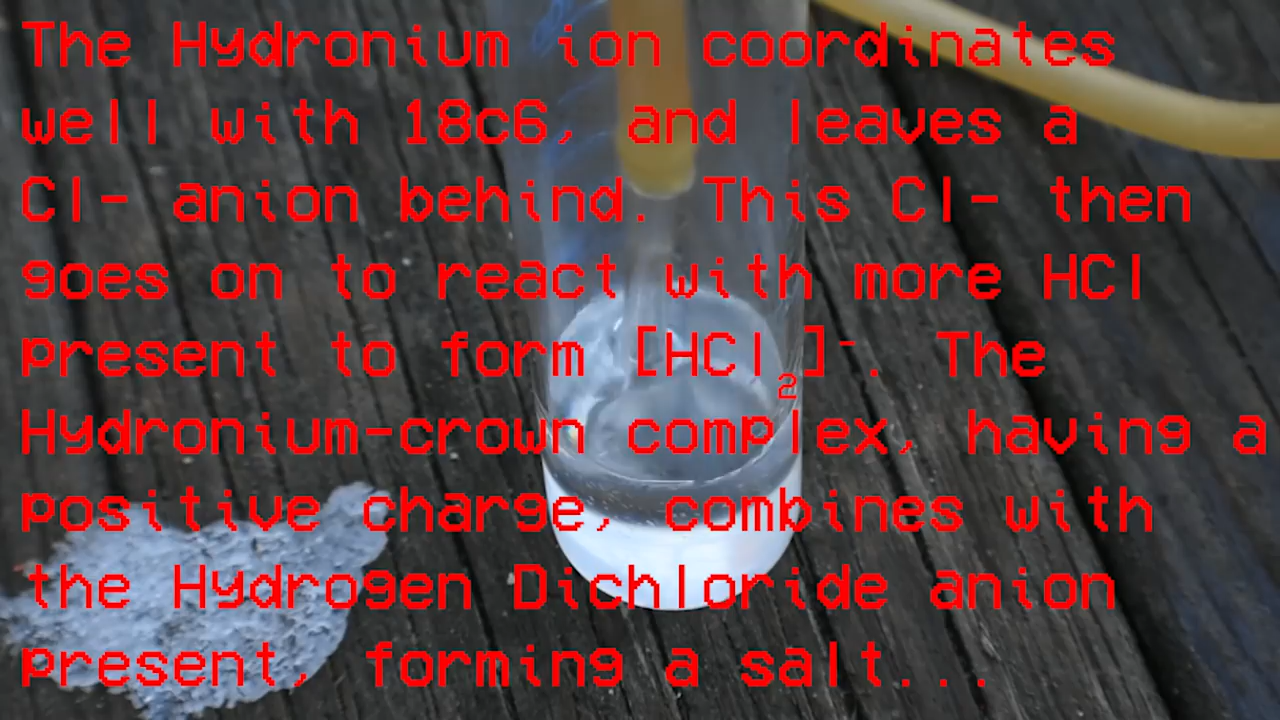 The Hydronium ion coordinates
well with 18c6, and leaves a
Cl- anion behind. This Cl- then
goes on to react with more HCl
present to form [HCl₂]⁻. The
Hydronium-crown complex, having a
positive charge, combines with
the Hydrogen Dichloride anion
present, forming a salt...